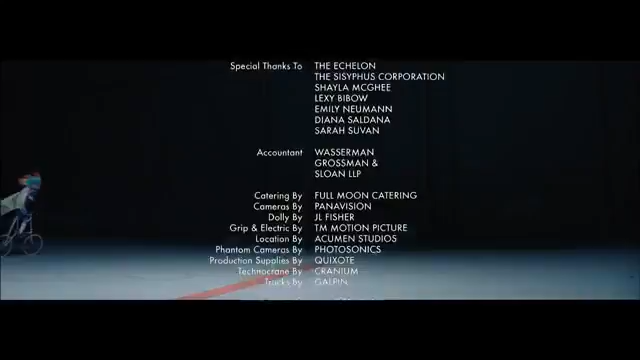 Special Thanks To THE ECHELON
THE SISYPHUS CORPORATION
SHAYLA MCGHEE
LEXY BIBOW
EMILY NEUMANN
DIANA SALDANA
SARAH SUVAN
Accountant WASSERMAN
GROSSMAN &
SLOAN LLP
Catering By FULL MOON CATERING
Cameras By PANAVISION
Dolly By JL FISHER
Grip & Electric By TM MOTION PICTURE
Location By ACUMEN STUDIOS
Phantom Cameras By PHOTOSONICS
Production Supplies By QUIXOTE
Technocrane By CRANIUM
Trucks By GALPIN